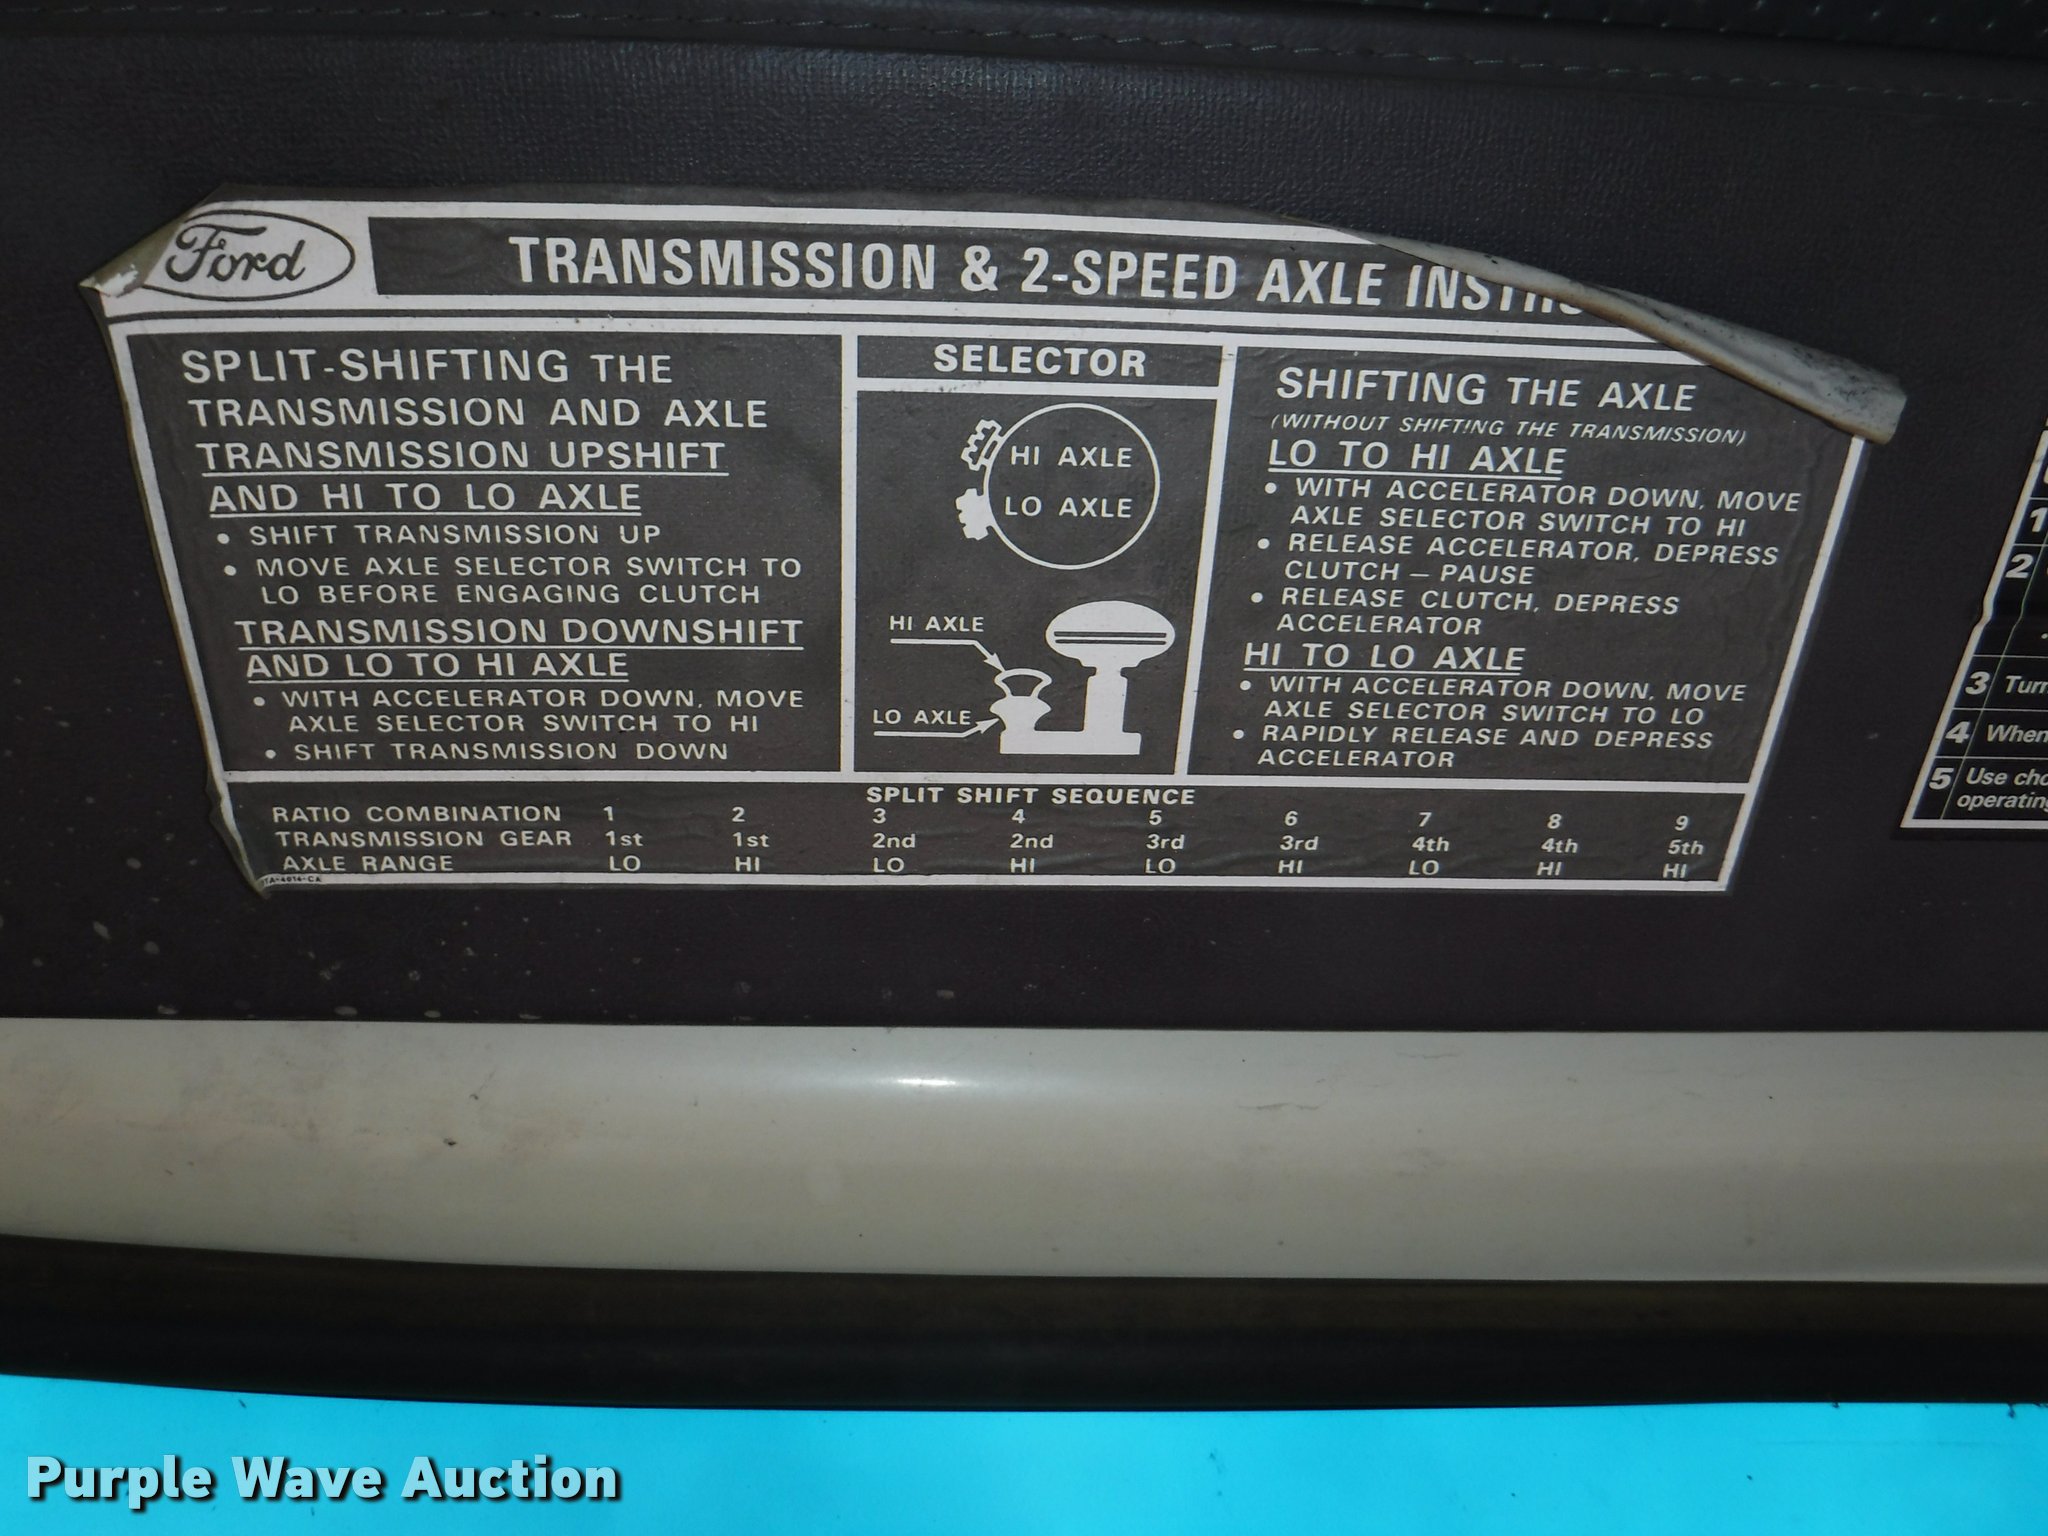 Ford
TRANSMISSION & 2-SPEED AXLE
SPLIT-SHIFTING THE
TRANSMISSION AND AXLE
TRANSMISSION UPSHIFT
AND HI TO LO AXLE
• SHIFT TRANSMISSION UP
• MOVE AXLE SELECTOR SWITCH TO
LO BEFORE ENGAGING CLUTCH
TRANSMISSION DOWNSHIFT
AND LO TO HI AXLE
• WITH ACCELERATOR DOWN, MOVE
AXLE SELECTOR SWITCH TO HI
• SHIFT TRANSMISSION DOWN
SELECTOR
HI AXLE
LO AXLE
HI AXLE
LO AXLE
SHIFTING THE AXLE
(WITHOUT SHIFTING THE TRANSMISSION)
LO TO HI AXLE
• WITH ACCELERATOR DOWN, MOVE
AXLE SELECTOR SWITCH TO HI
• RELEASE ACCELERATOR, DEPRESS
CLUTCH — PAUSE
• RELEASE CLUTCH, DEPRESS
ACCELERATOR
HI TO LO AXLE
• WITH ACCELERATOR DOWN, MOVE
AXLE SELECTOR SWITCH TO LO
• RAPIDLY RELEASE AND DEPRESS
ACCELERATOR
SPLIT SHIFT SEQUENCE
RATIO COMBINATION 1 2 3 4 5 6 7 8 9
TRANSMISSION GEAR 1st 1st 2nd 2nd 3rd 3rd 4th 4th 5th
AXLE RANGE LO HI LO HI LO HI LO HI HI
1
2
3
4 When
5 Use
Purple Wave Auction